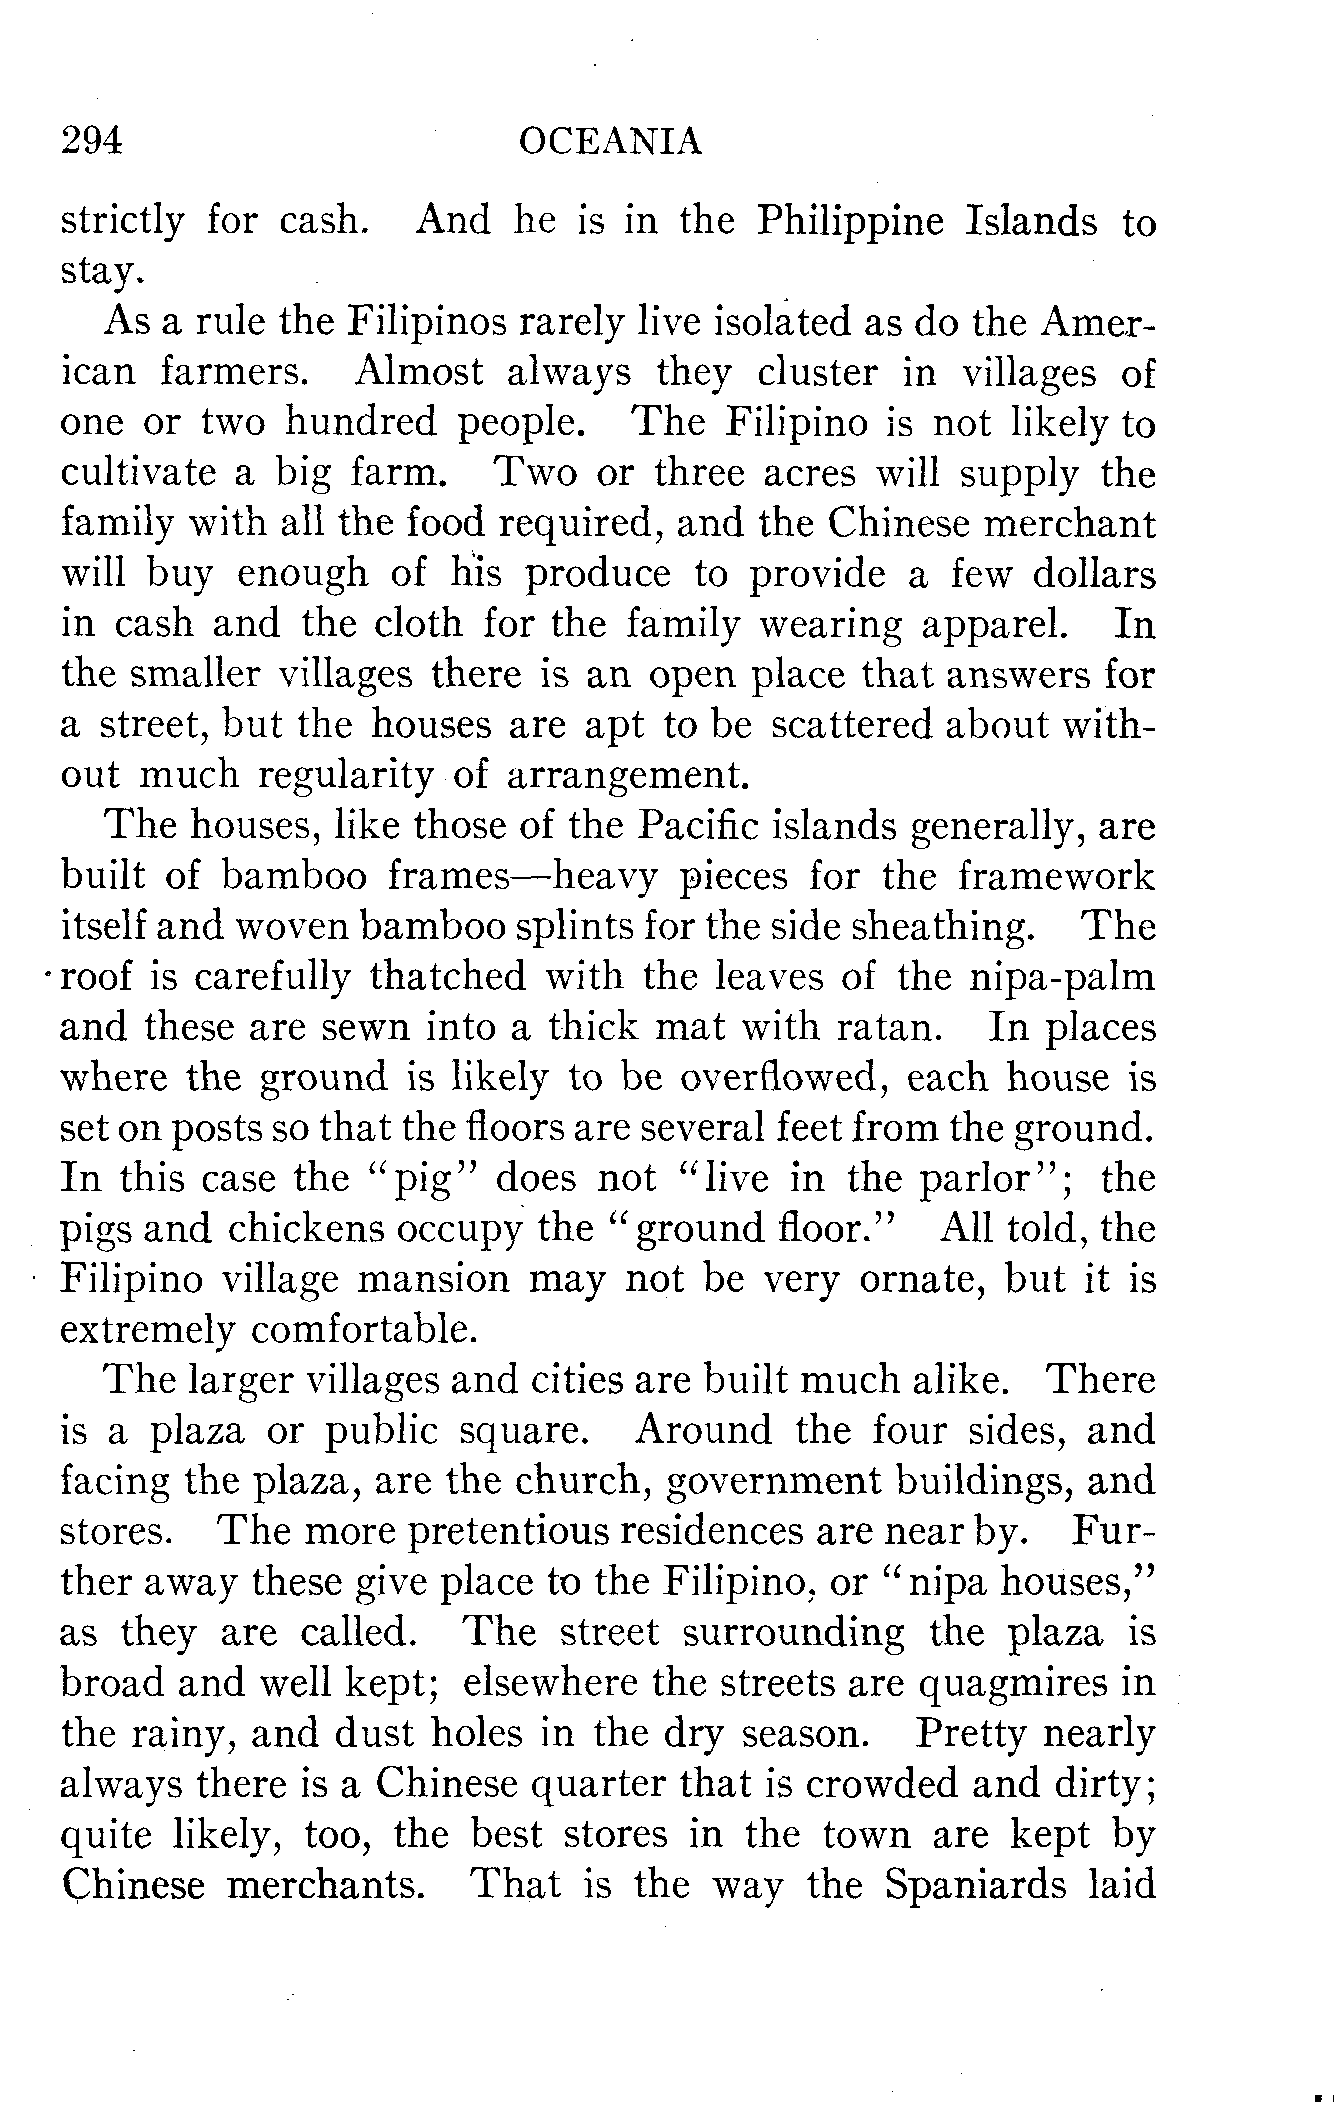 294 OCEANIA
strictly for cash. And he is in the Philippine Islands to
stay.
As a rule the Filipinos rarely live isolated as do the Amer-
ican farmers. Almost always they cluster in villages of
one or two hundred people. The Filipino is not likely to
cultivate a big farm. Two or three acres will supply the
family with all the food required, and the Chinese merchant
will buy enough of his produce to provide a few dollars
in cash and the cloth for the family wearing apparel. In
the smaller villages there is an open place that answers for
a street, but the houses are apt to be scattered about with-
out much regularity of arrangement.
The houses, like those of the Pacific islands generally, are
built of bamboo frames—heavy pieces for the framework
itself and woven bamboo splints for the side sheathing. The
roof is carefully thatched with the leaves of the nipa-palm
and these are sewn into a thick mat with ratan. In places
where the ground is likely to be overflowed, each house is
set on posts so that the floors are several feet from the ground.
In this case the "pig" does not "live in the parlor"; the
pigs and chickens occupy the "ground floor." All told, the
Filipino village mansion may not be very ornate, but it is
extremely comfortable.
The larger villages and cities are built much alike. There
is a plaza or public square. Around the four sides, and
facing the plaza, are the church, government buildings, and
stores. The more pretentious residences are near by. Fur-
ther away these give place to the Filipino, or "nipa houses,"
as they are called. The street surrounding the plaza is
broad and well kept; elsewhere the streets are quagmires in
the rainy, and dust holes in the dry season. Pretty nearly
always there is a Chinese quarter that is crowded and dirty;
quite likely, too, the best stores in the town are kept by
Chinese merchants. That is the way the Spaniards laid